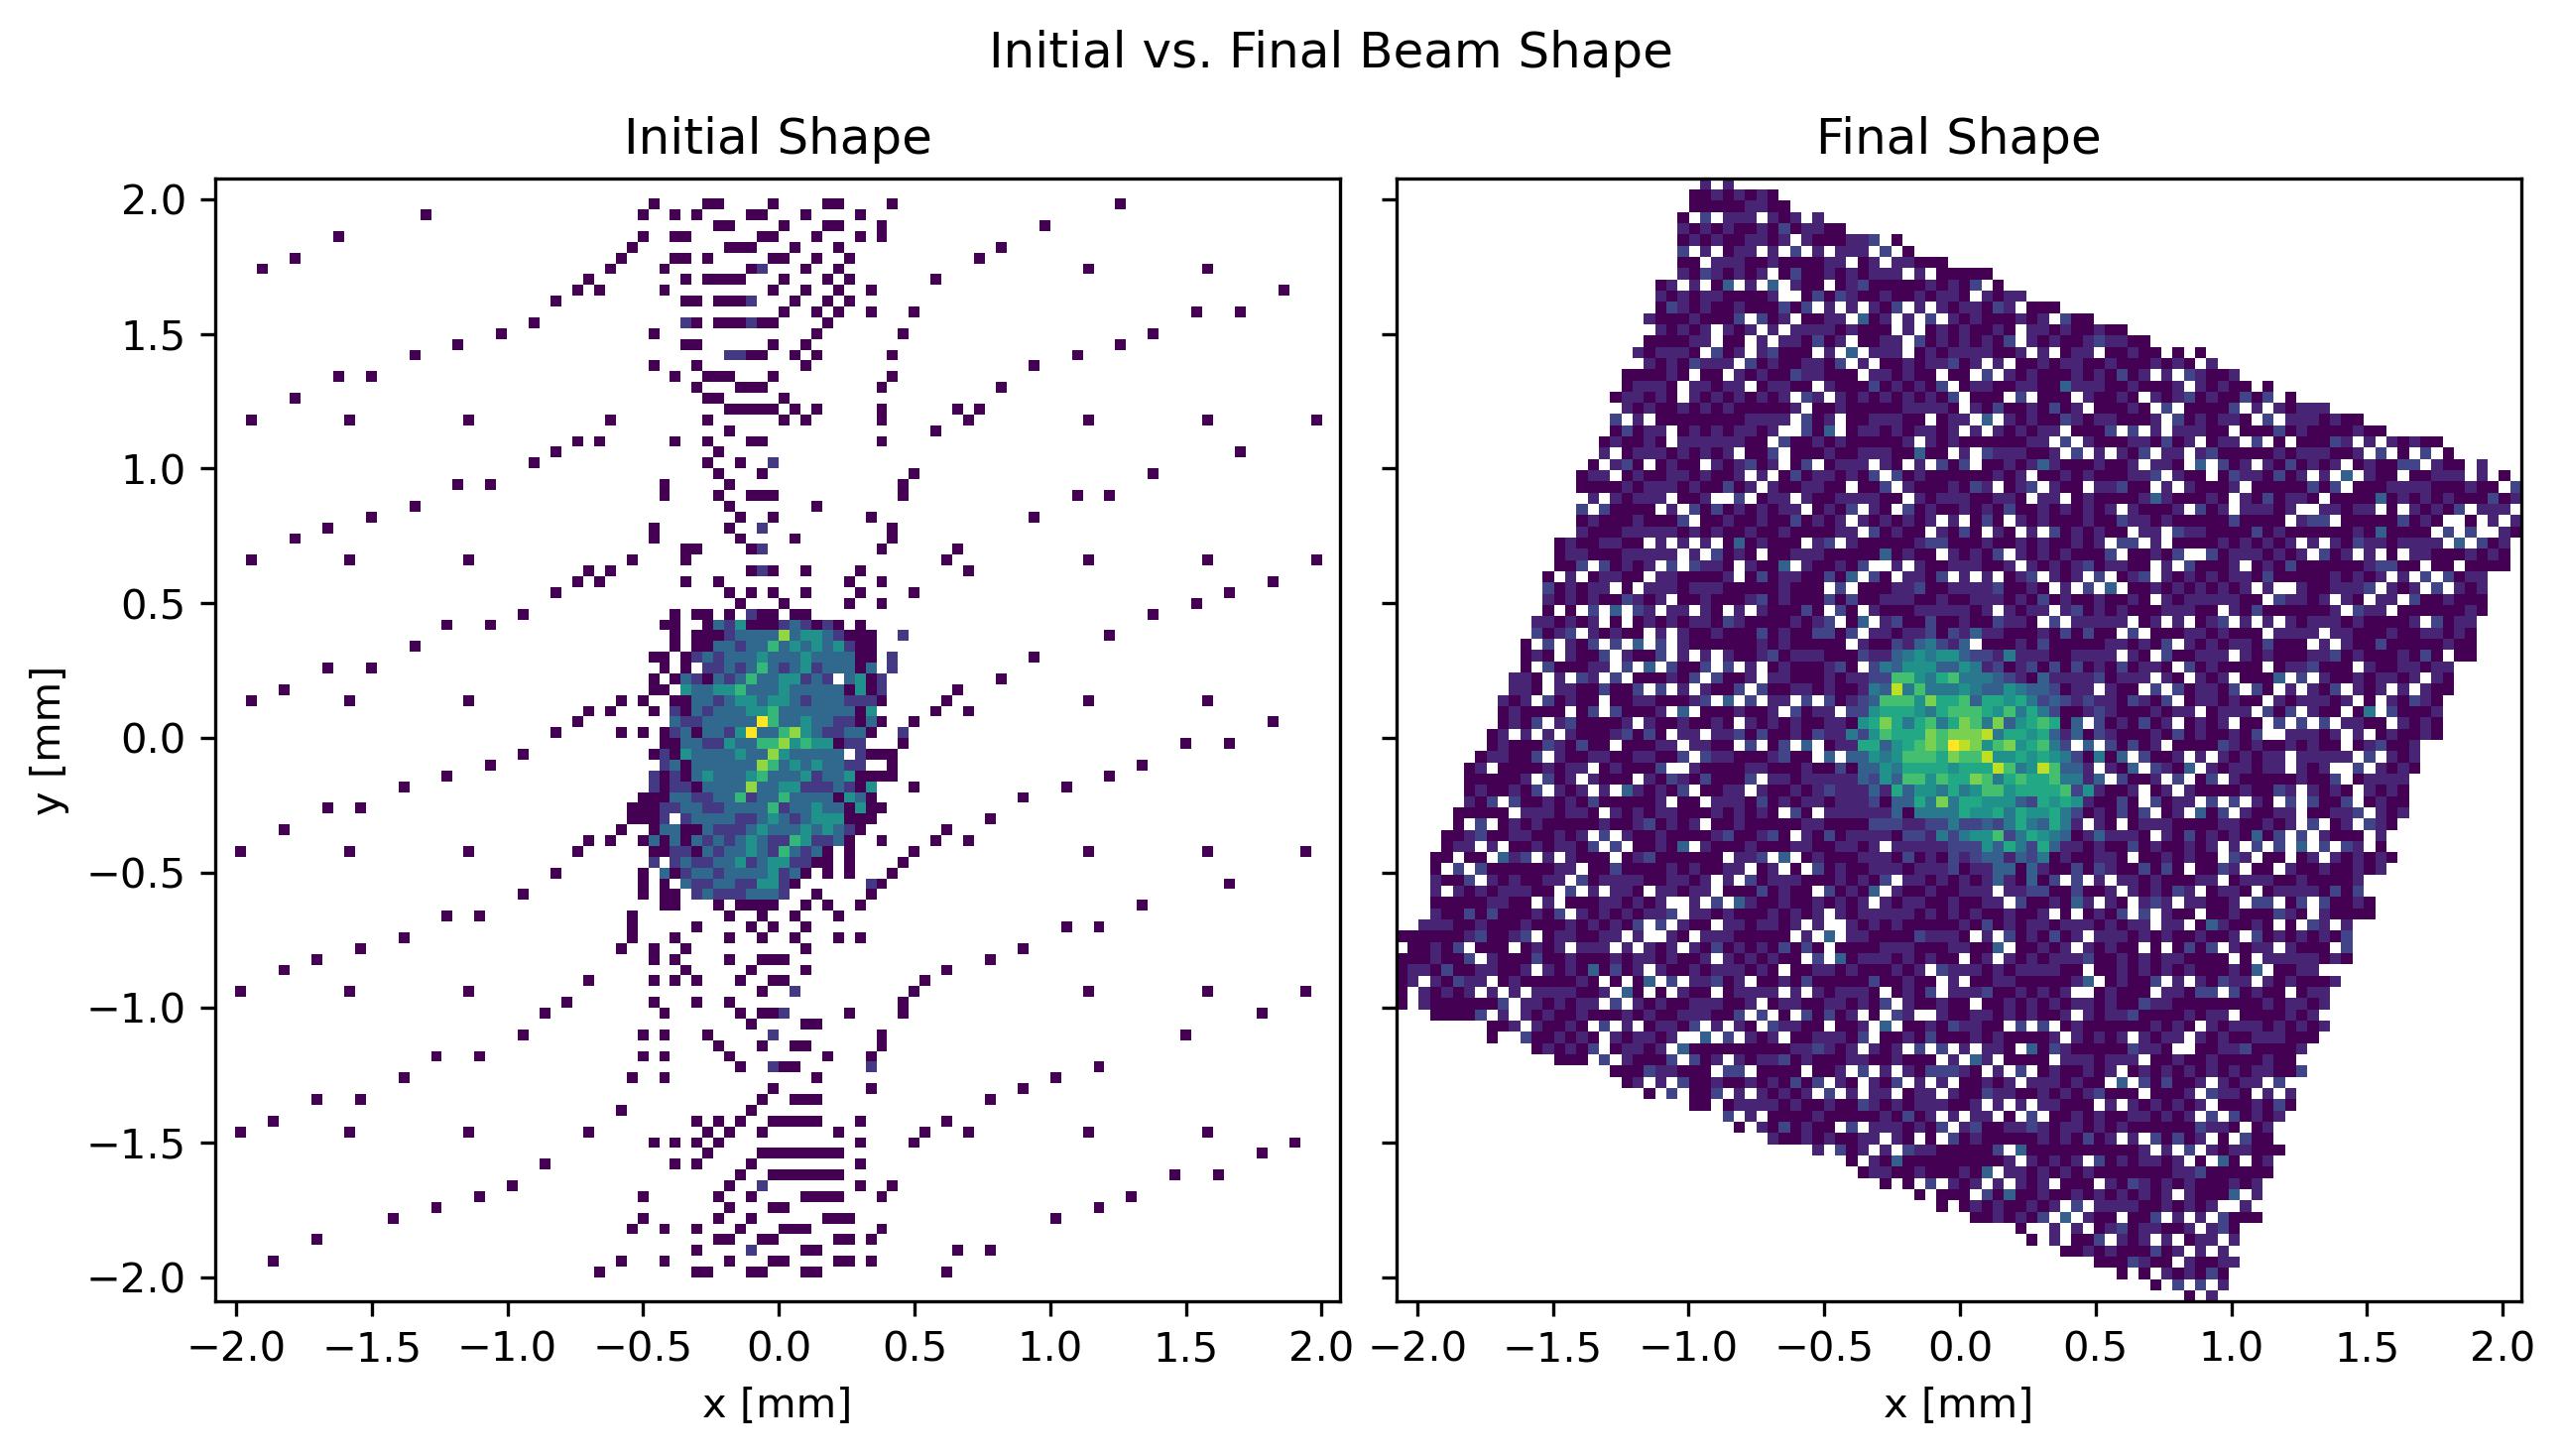 Initial vs. Final Beam Shape
Initial Shape
Final Shape
y [mm]
2.0
1.5
1.0
0.5
0.0
−0.5
−1.0
−1.5
−2.0
−2.0 −1.5 −1.0 −0.5 0.0 0.5 1.0 1.5 2.0
−2.0 −1.5 −1.0 −0.5 0.0 0.5 1.0 1.5 2.0
x [mm]
x [mm]